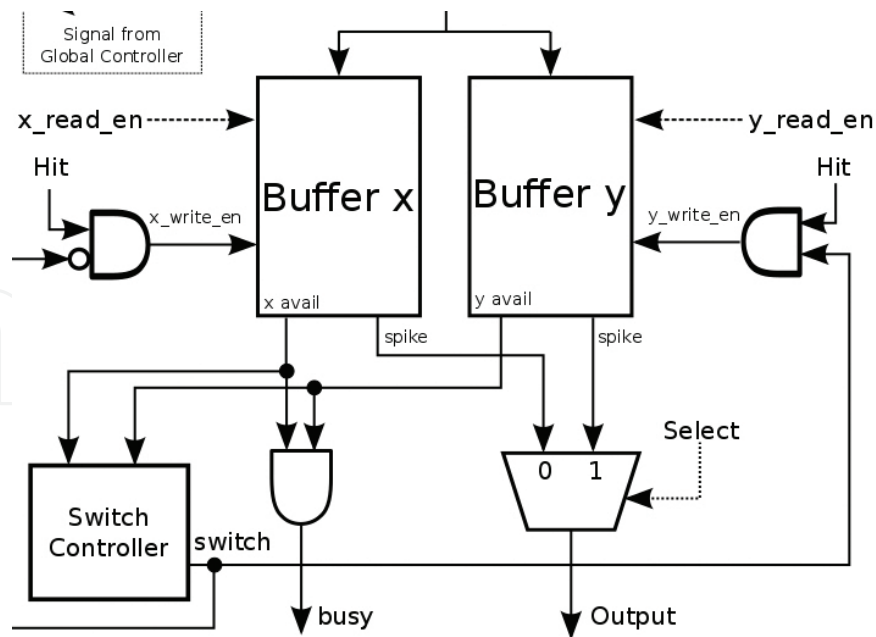 Signal from
Global Controller
x_read_en
y_read_en
Hit
Hit
x_write_en
Buffer x
Buffer y
y_write_en
x avail
y avail
spike
spike
Select
0 1
Switch
Controller
switch
busy
Output